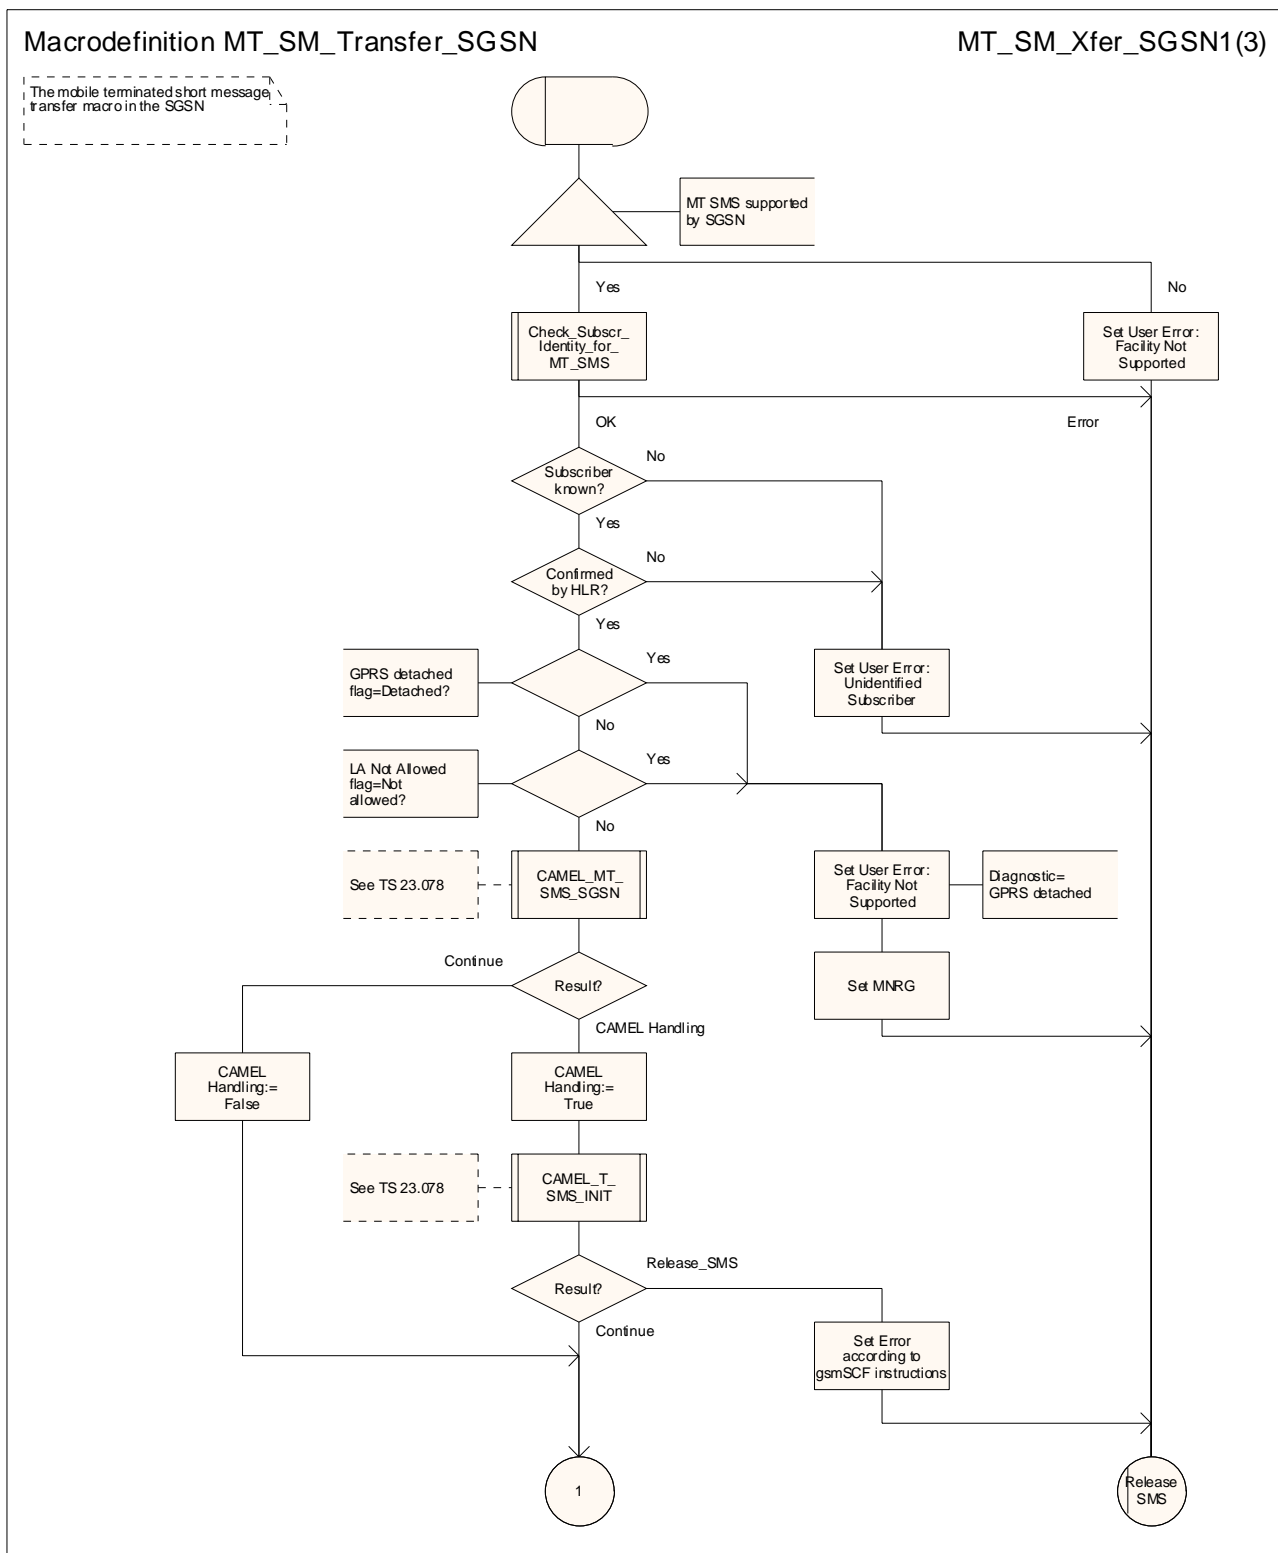 Macrodefinition MT_SM_Transfer_SGSN
MT_SM_Xfer_SGSN1(3)
The mobile terminated short message
transfer macro in the SGSN
MT SMS supported
by SGSN
Yes
No
Check_Subscr_
Identity_for_
MT_SMS
Set User Error:
Facility Not
Supported
OK
Error
Subscriber
known?
No
Yes
Confirmed
by HLR?
No
Yes
GPRS detached
flag=Detached?
Yes
Set User Error:
Unidentified
Subscriber
No
LA Not Allowed
flag=Not
allowed?
Yes
No
See TS 23.078
CAMEL_MT_
SMS_SGSN
Set User Error:
Facility Not
Supported
Diagnostic=
GPRS detached
Continue
Result?
Set MNRG
CAMEL Handling
CAMEL
Handling:=
False
CAMEL
Handling:=
True
See TS 23.078
CAMEL_T_
SMS_INIT
Release_SMS
Result?
Continue
Set Error
according to
gsmSCF instructions
1
Release
SMS